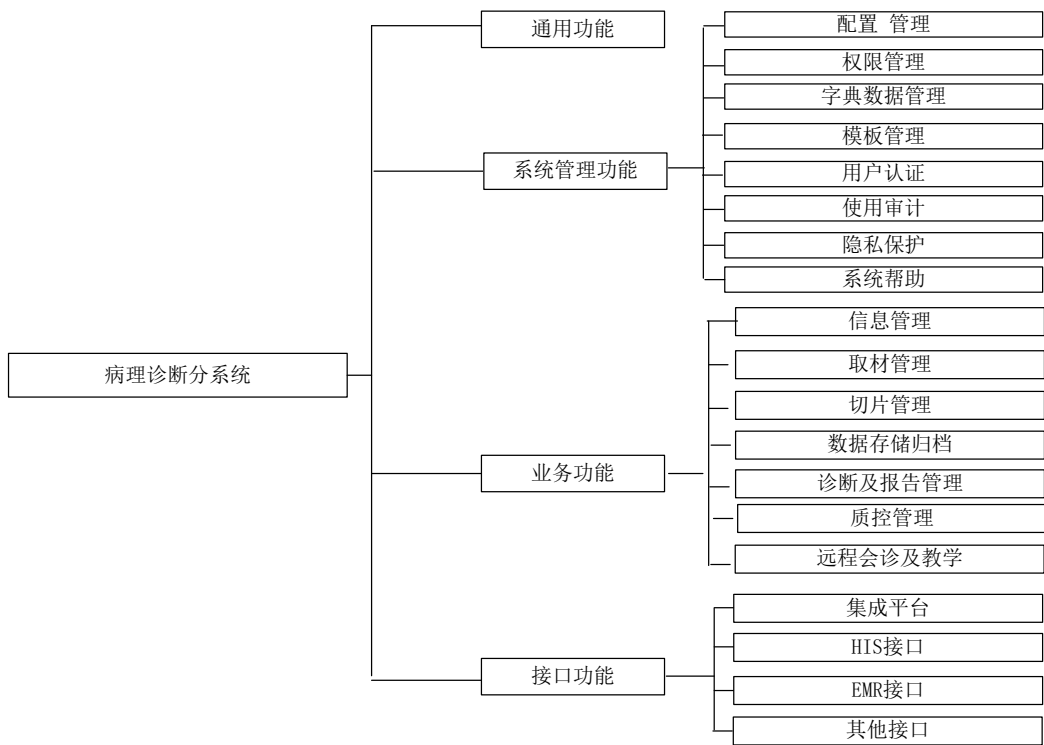 通用功能
配置 管理
权限管理
字典数据管理
模板管理
系统管理功能
用户认证
使用审计
隐私保护
系统帮助
信息管理
病理诊断分系统
取材管理
切片管理
数据存储归档
业务功能
诊断及报告管理
质控管理
远程会诊及教学
集成平台
HIS接口
接口功能
EMR接口
其他接口